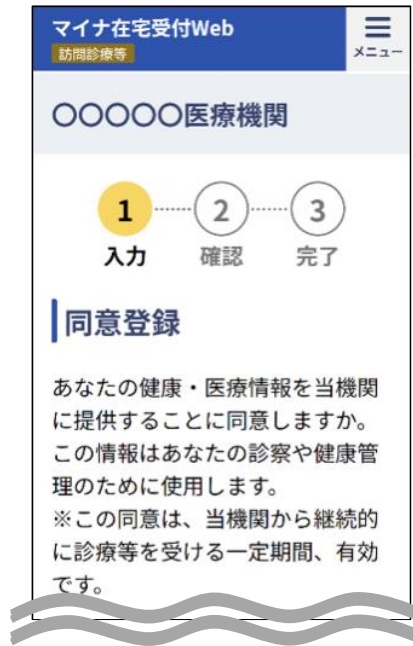 マイナ在宅受付Web
訪問診療等
メニュー
〇〇〇〇〇医療機関
1
2
3
入力
確認
完了
同意登録
あなたの健康・医療情報を当機関
に提供することに同意しますか。
この情報はあなたの診察や健康管
理のために使用します。
※この同意は、当機関から継続的
に診療等を受ける一定期間、有効
です。